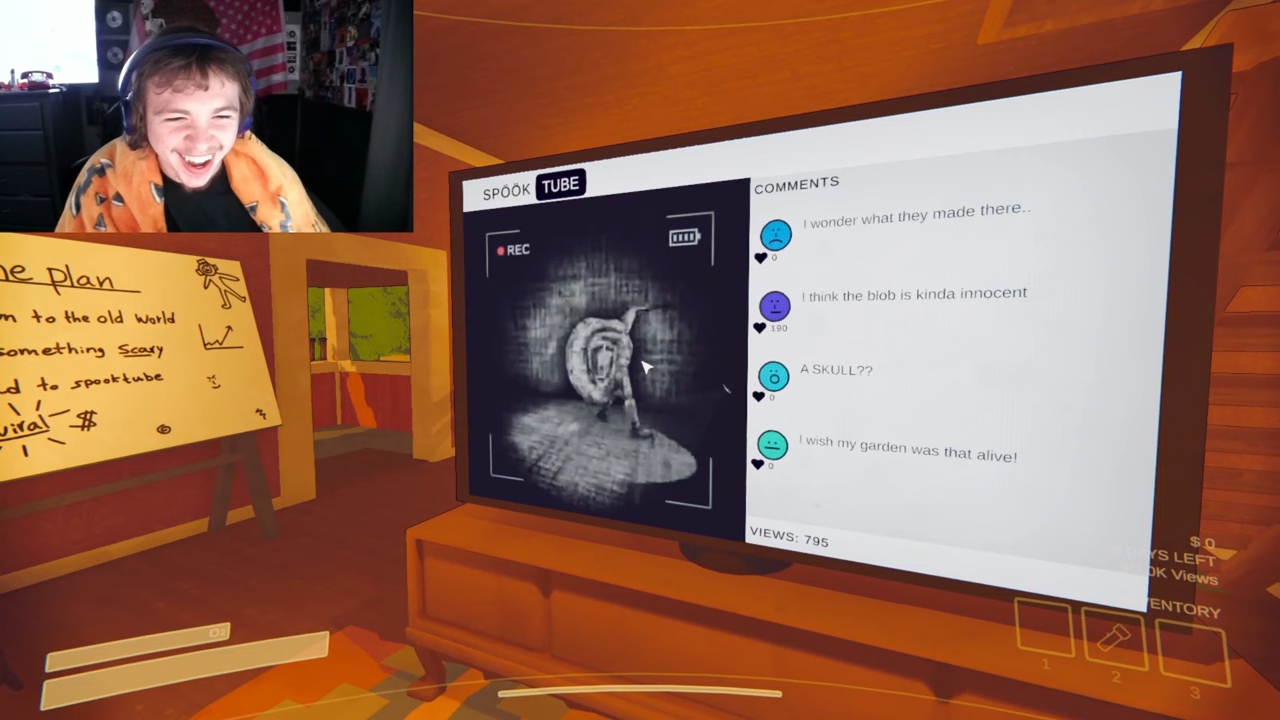 SPÖÖK TUBE
COMMENTS
REC
I wonder what they made there..
0
I think the blob is kinda innocent
190
A SKULL??
0
I wish my garden was that alive!
0
VIEWS: 795
plan
to the old world
something Scary
to spooktube
viral $
$ 0
DAYS LEFT
Views
1
2
3